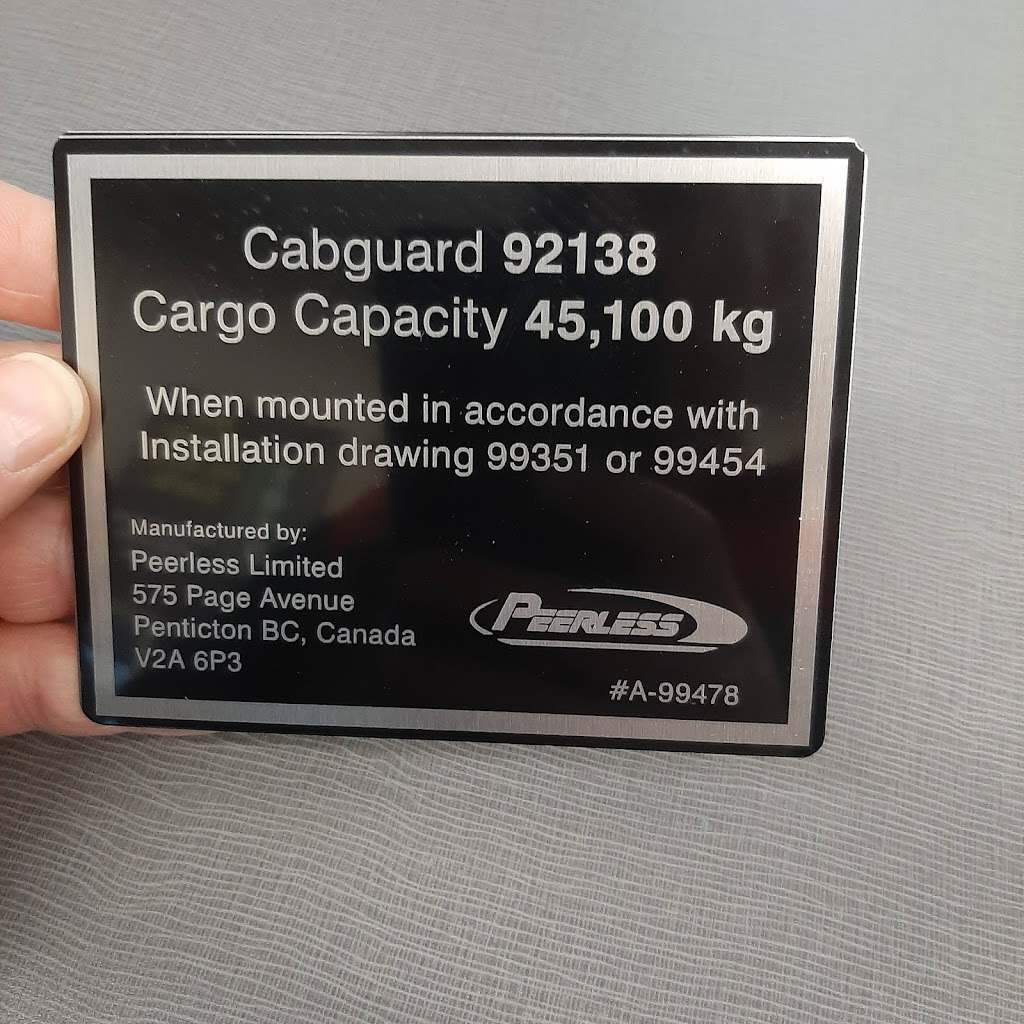 Cabguard 92138
Cargo Capacity 45,100 kg
When mounted in accordance with
Installation drawing 99351 or 99454
Manufactured by:
Peerless Limited
575 Page Avenue
Penticton BC, Canada
V2A 6P3
PEERLESS
#A-99478